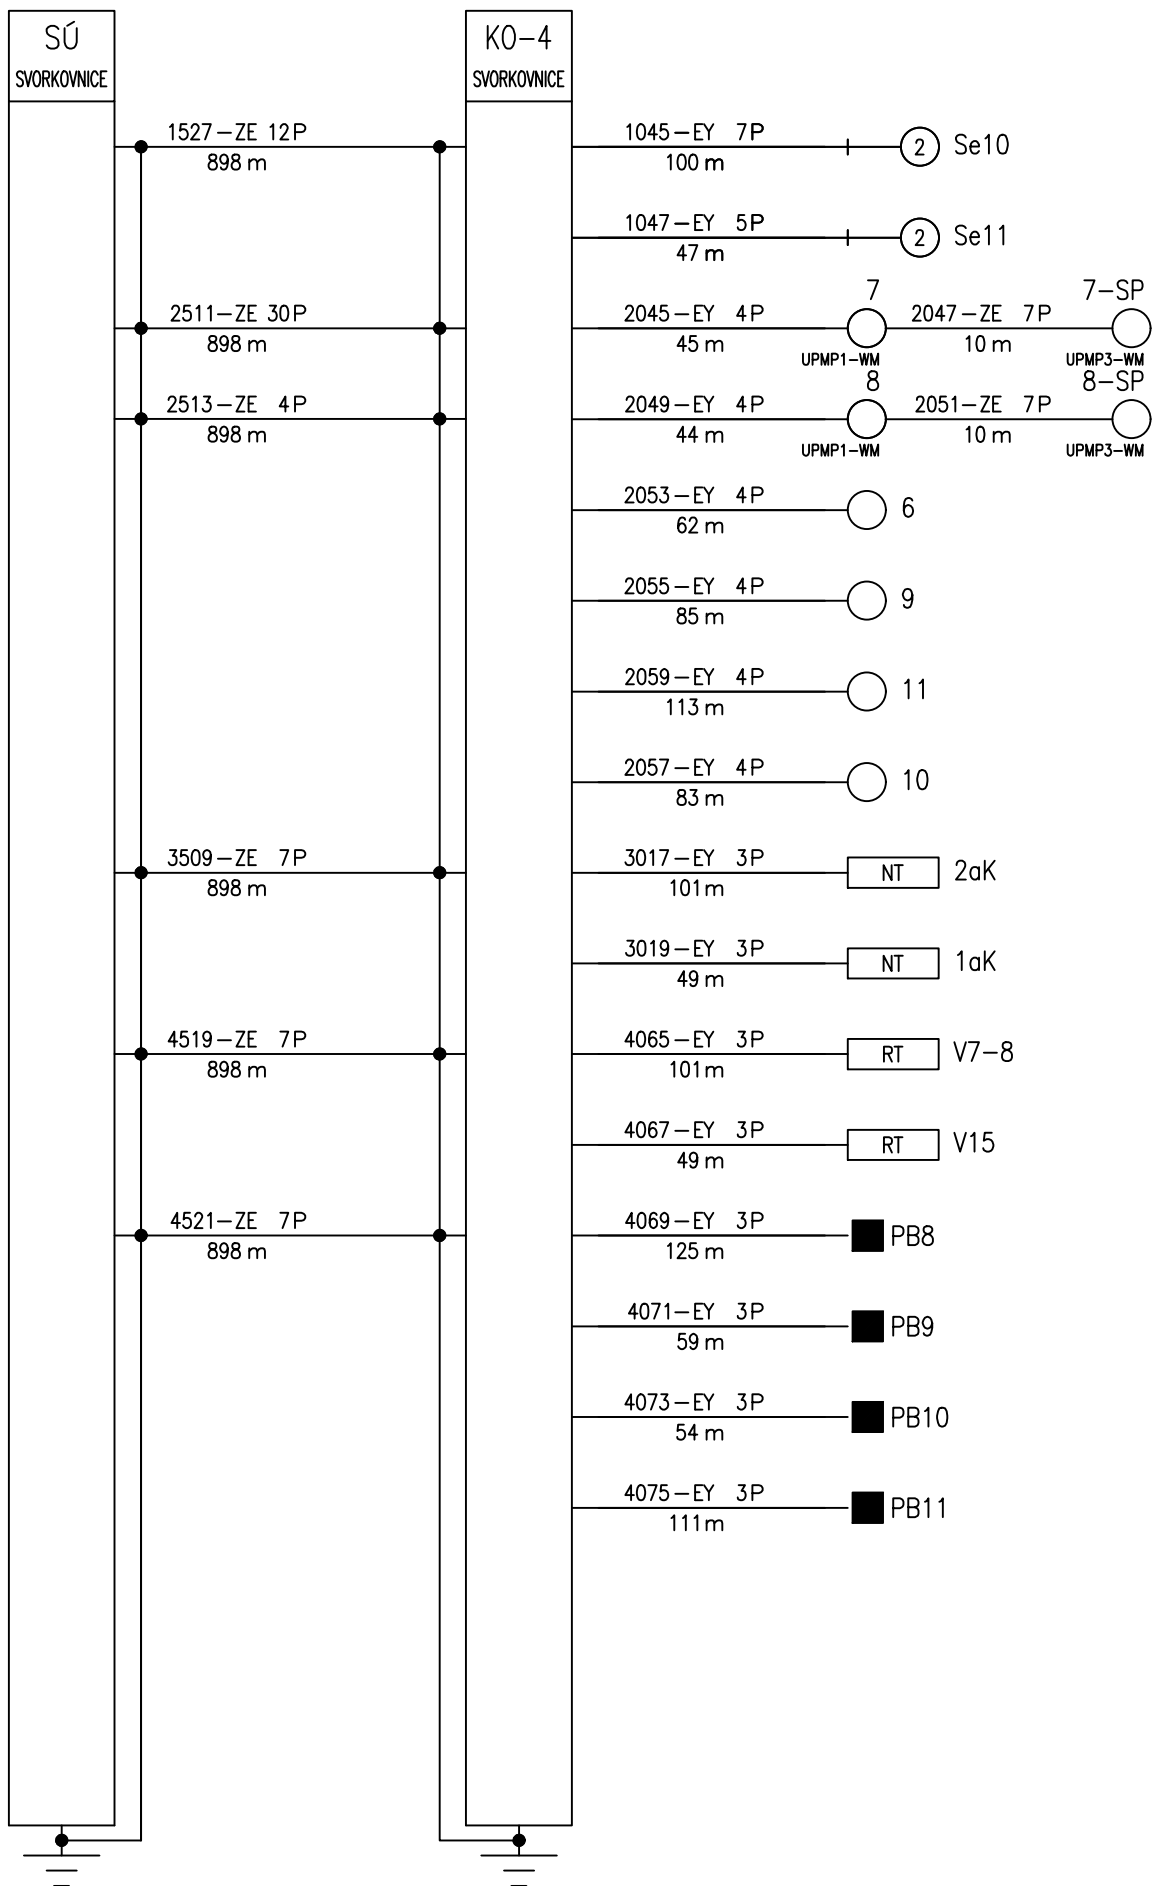 SÚ
SVORKOVNICE
KO-4
SVORKOVNICE
1527-ZE 12P
898 m
1045-EY 7P
100 m
2 Se10
1047-EY 5P
47 m
2 Se11
2511-ZE 30P
898 m
2045-EY 4P
45 m
7
UPMP1-WM
2047-ZE 7P
10 m
7-SP
UPMP3-WM
2513-ZE 4P
898 m
2049-EY 4P
44 m
8
UPMP1-WM
2051-ZE 7P
10 m
8-SP
UPMP3-WM
2053-EY 4P
62 m
6
2055-EY 4P
85 m
9
2059-EY 4P
113 m
11
2057-EY 4P
83 m
10
3509-ZE 7P
898 m
3017-EY 3P
101 m
NT 2aK
3019-EY 3P
49 m
NT 1aK
4519-ZE 7P
898 m
4065-EY 3P
101 m
RT V7-8
4067-EY 3P
49 m
RT V15
4521-ZE 7P
898 m
4069-EY 3P
125 m
PB8
4071-EY 3P
59 m
PB9
4073-EY 3P
54 m
PB10
4075-EY 3P
111 m
PB11